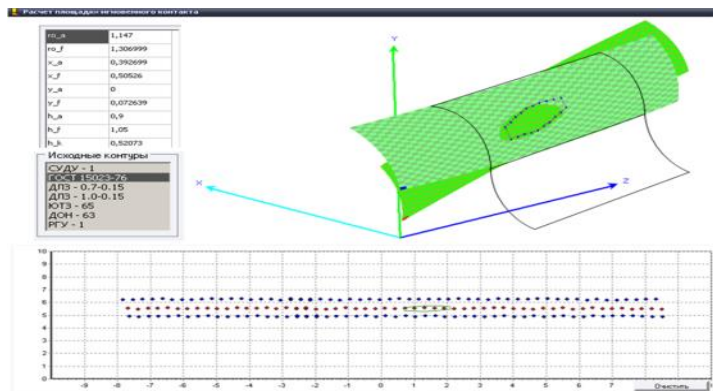 Расчет площадки мгновенного контакта
ro_a 1,147
ro_f 1,306999
x_a 0,392699
x_f 0,50526
y_a 0
y_f 0,072639
h_a 0,9
h_f 1,05
h_k 0,52073
Исходные контуры
СУДУ - 1
ГОСТ 15023-76
ДЛЗ - 0.7-0.15
ДЛЗ - 1.0-0.15
ЮТЗ - 65
ДОН - 63
РГУ - 1
Y
X
Z
10
9
8
7
6
5
4
3
2
1
0
-9 -8 -7 -6 -5 -4 -3 -2 -1 0 1 2 3 4 5 6 7
Очистить